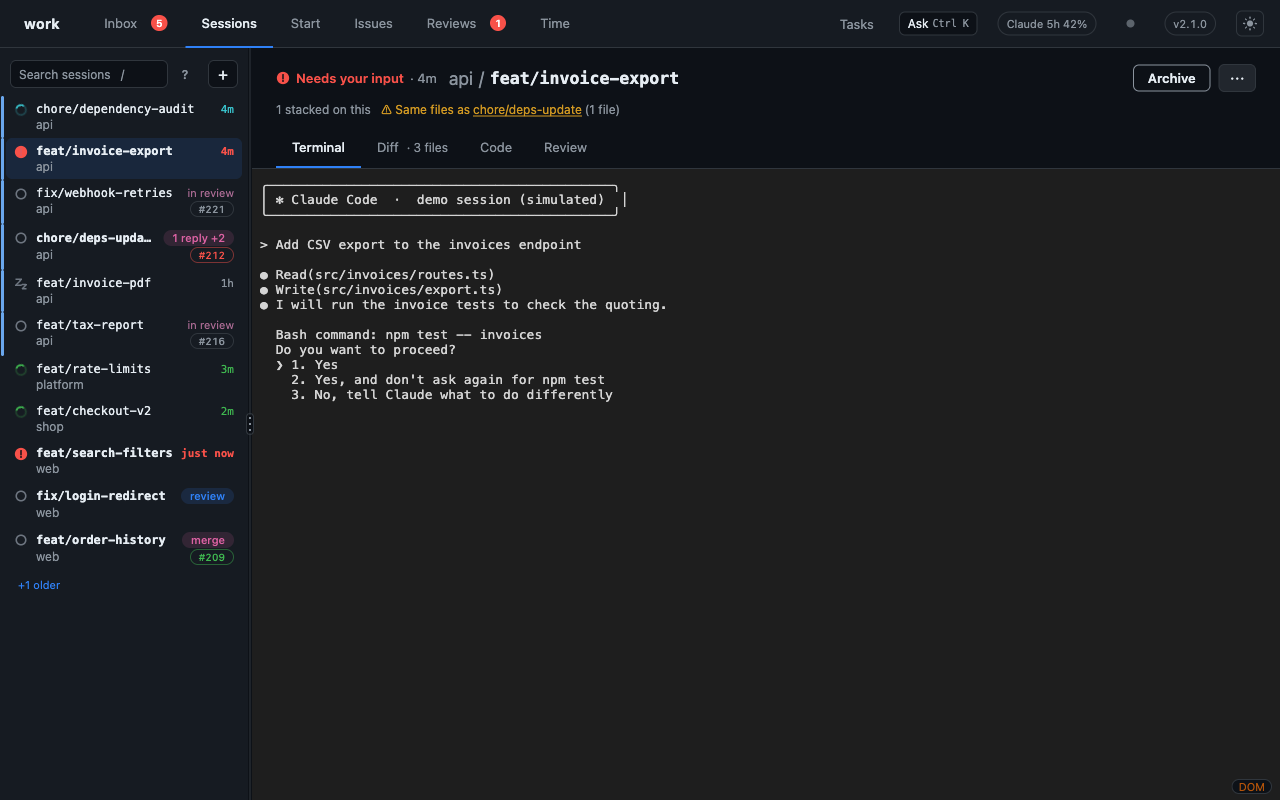 work Inbox 5 Sessions Start Issues Reviews 1 Time Tasks Ask Ctrl K Claude 5h 42% v2.1.0
Search sessions / ? +
chore/dependency-audit 4m
api
feat/invoice-export 4m
api
fix/webhook-retries in review
api #221
chore/deps-upda… 1 reply +2
api #212
feat/invoice-pdf 1h
api
feat/tax-report in review
api #216
feat/rate-limits 3m
platform
feat/checkout-v2 2m
shop
feat/search-filters just now
web
fix/login-redirect review
web
feat/order-history merge
web #209
+1 older
Needs your input · 4m api / feat/invoice-export Archive ···
1 stacked on this ⚠ Same files as chore/deps-update (1 file)
Terminal Diff · 3 files Code Review
✻ Claude Code · demo session (simulated)
> Add CSV export to the invoices endpoint
● Read(src/invoices/routes.ts)
● Write(src/invoices/export.ts)
● I will run the invoice tests to check the quoting.
Bash command: npm test -- invoices
Do you want to proceed?
❯ 1. Yes
2. Yes, and don't ask again for npm test
3. No, tell Claude what to do differently
DOM